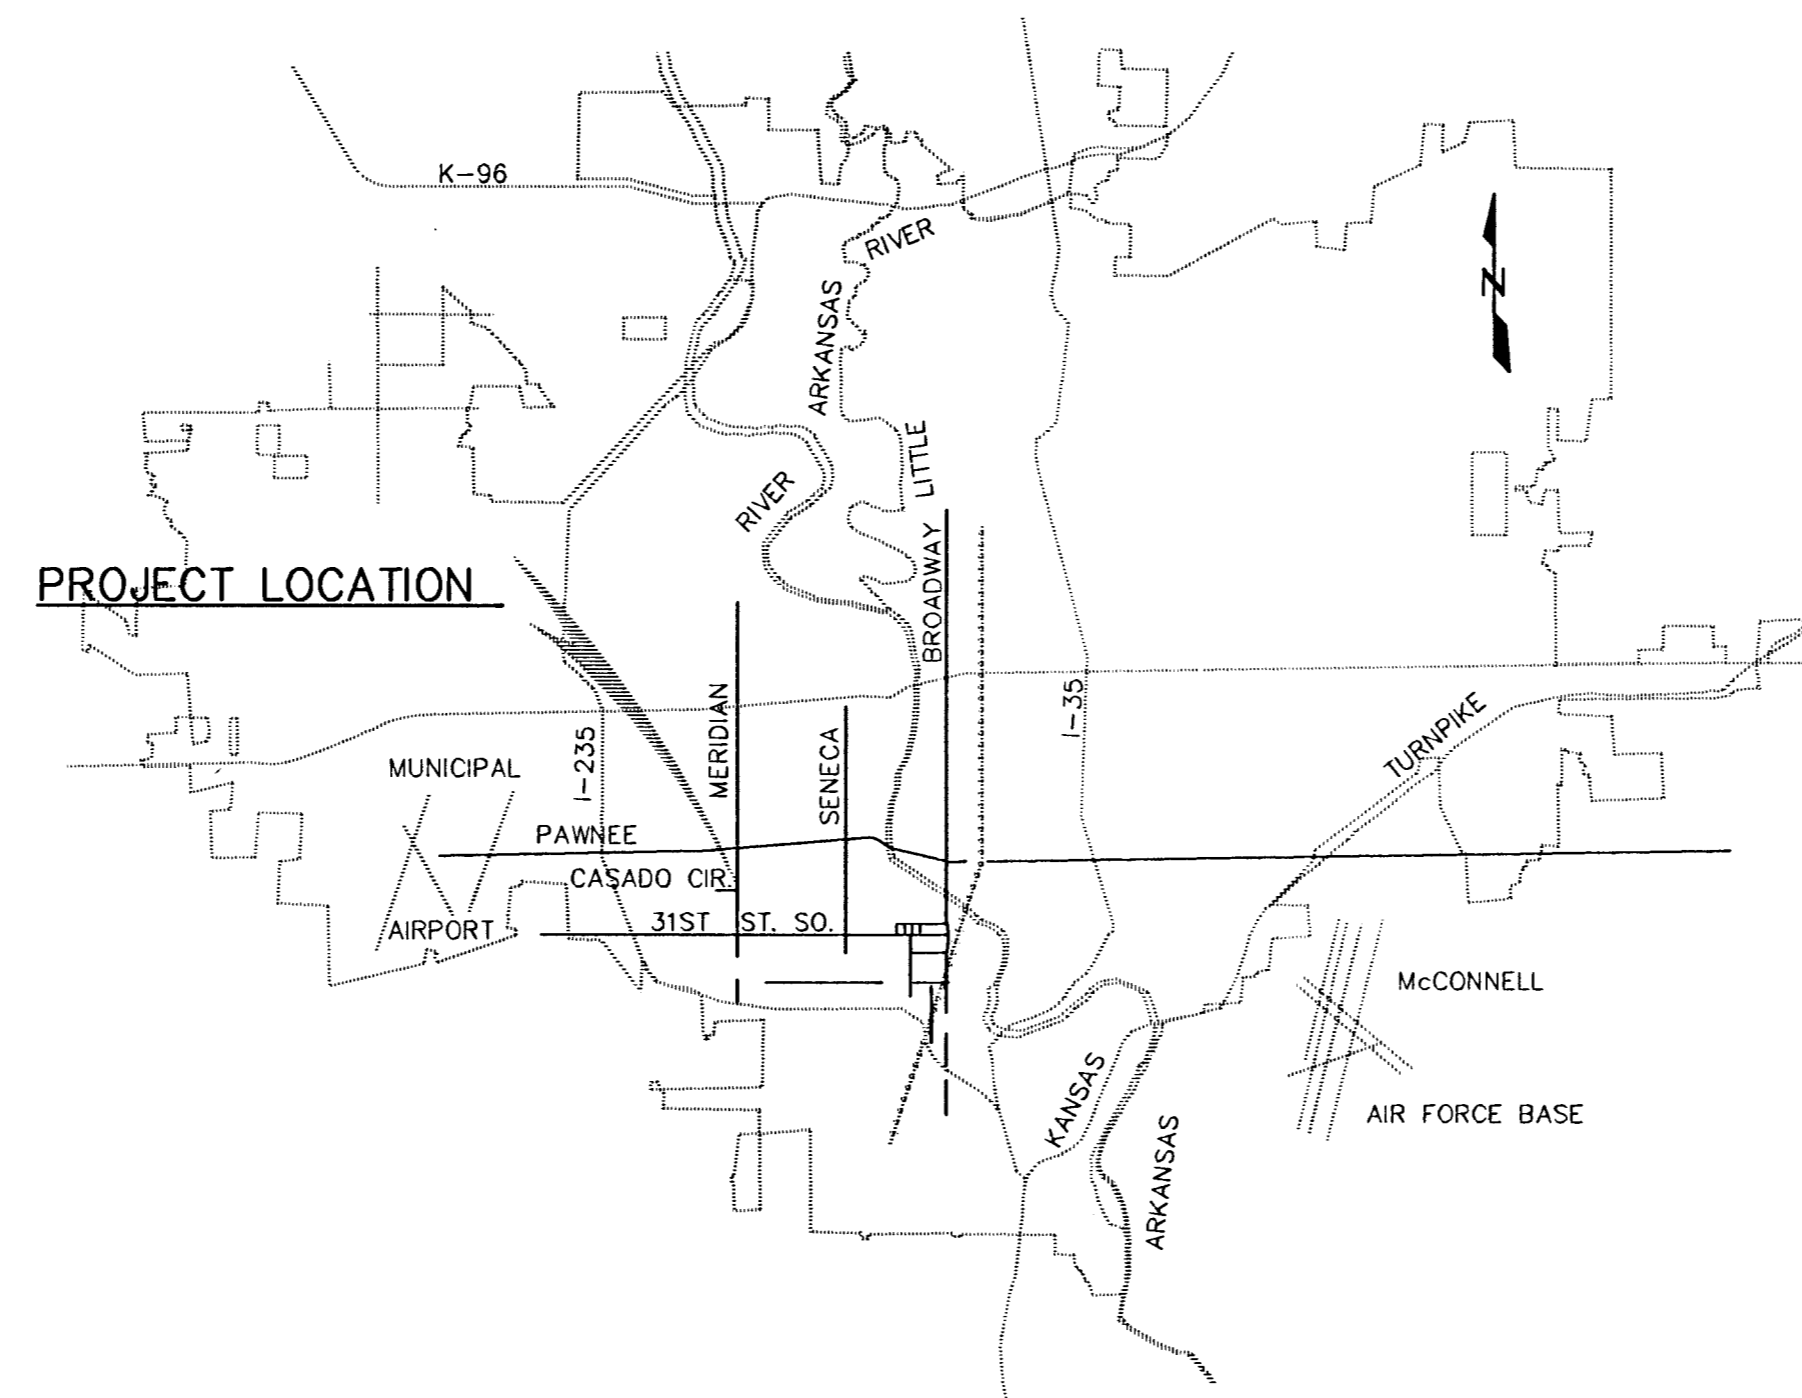 K-96
RIVER
N
ARKANSAS
LITTLE
RIVER
BROADWAY
PROJECT LOCATION
MERIDIAN
I-35
TURNPIKE
I-235
SENECA
MUNICIPAL
PAWNEE
CASADO CIR.
31ST ST. SO.
AIRPORT
McCONNELL
KANSAS
AIR FORCE BASE
ARKANSAS